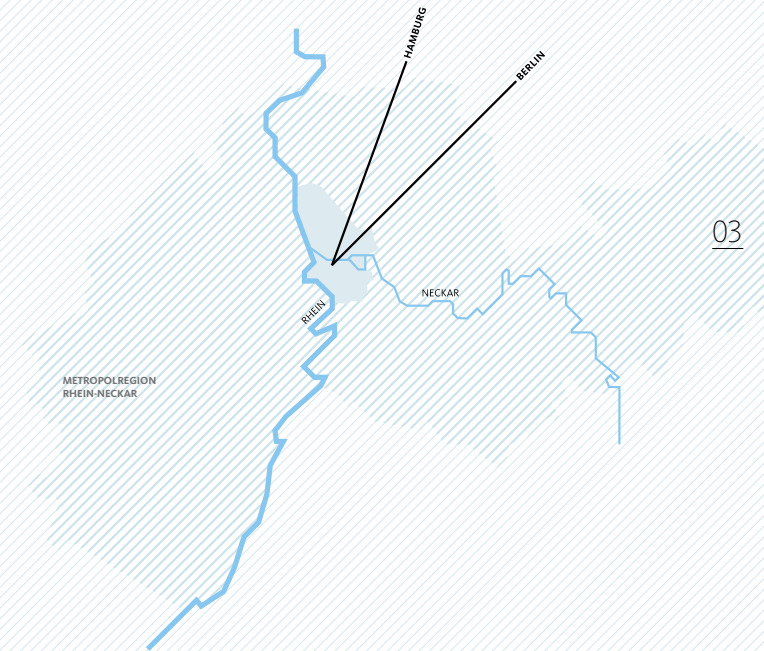 HAMBURG
BERLIN
03
NECKAR
RHEIN
METROPOLREGION
RHEIN-NECKAR